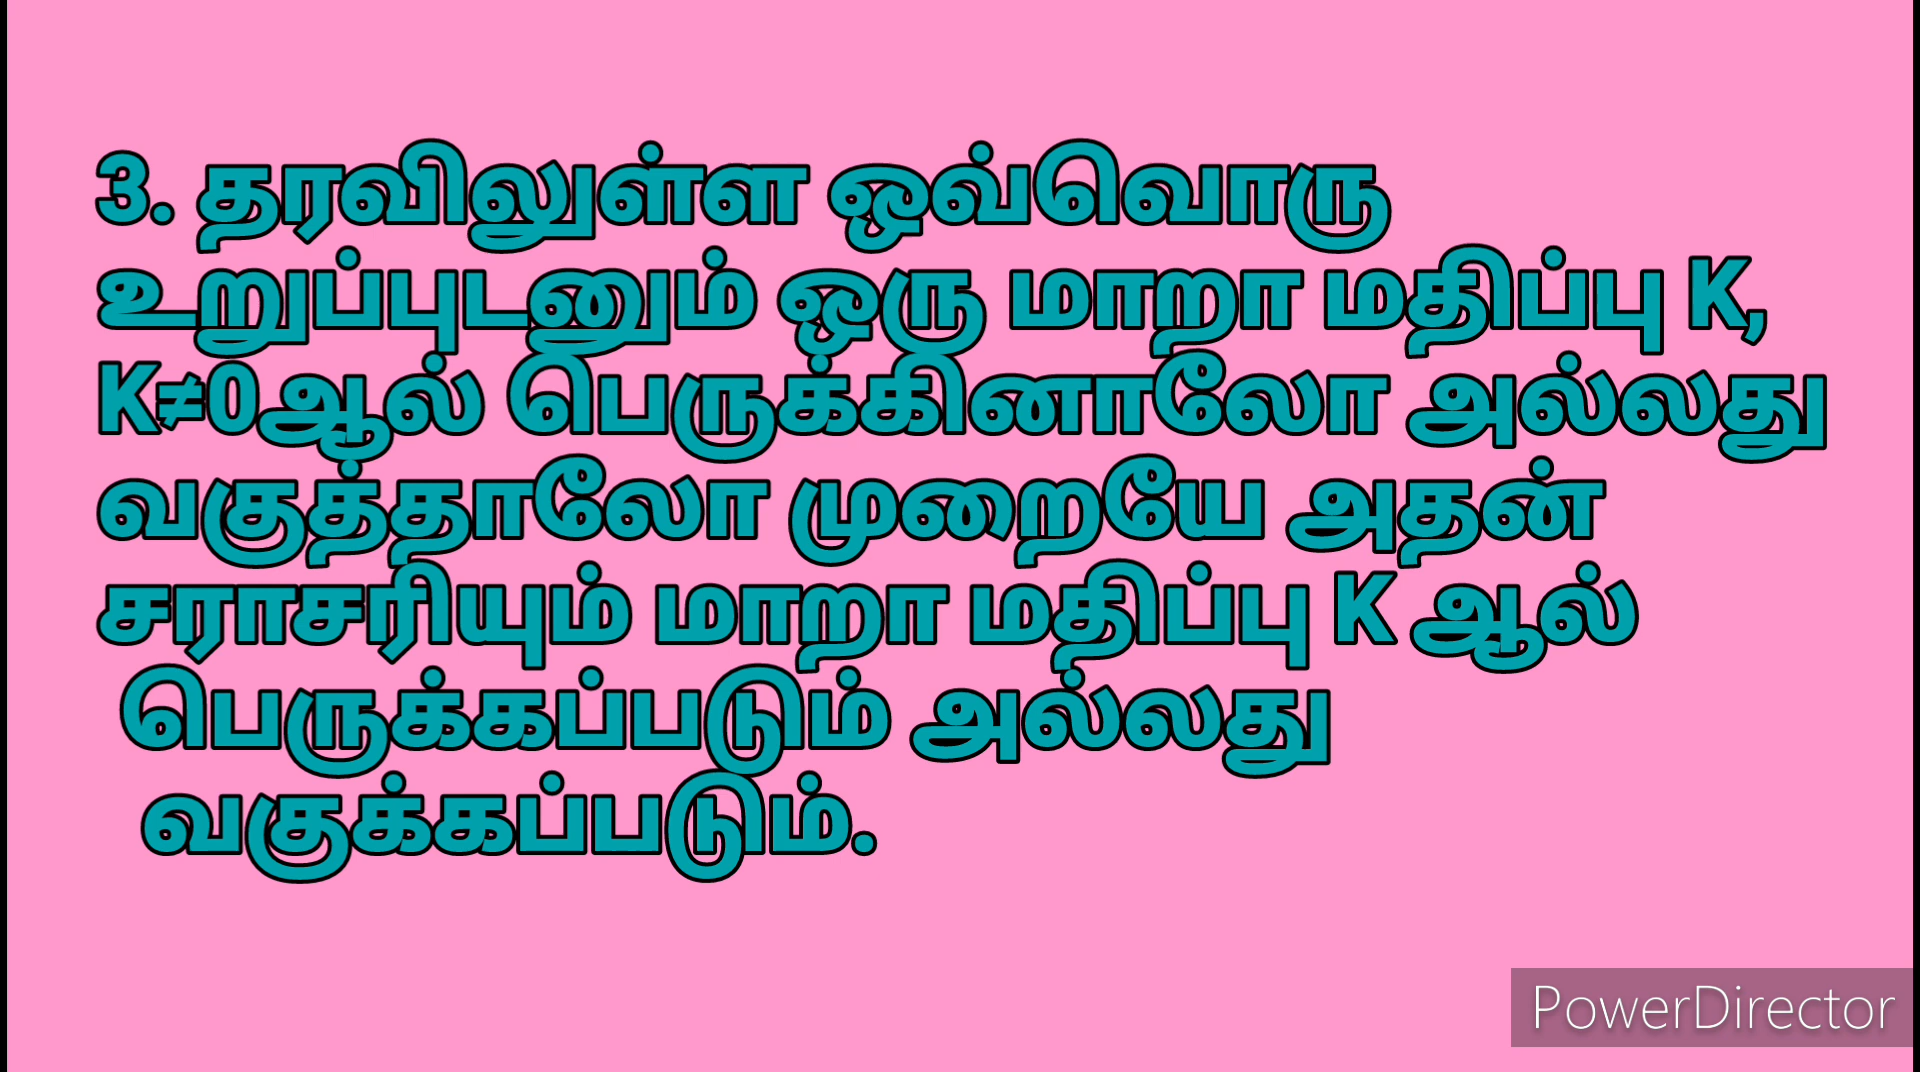 3. தரவிலுள்ள ஒவ்வொரு
உறுப்புடனும் ஒரு மாறா மதிப்பு K,
K≠0ஆல் பெருக்கினாலோ அல்லது
வகுத்தாலோ முறையே அதன்
சராசரியும் மாறா மதிப்பு K ஆல்
பெருக்கப்படும் அல்லது
வகுக்கப்படும்.
PowerDirector